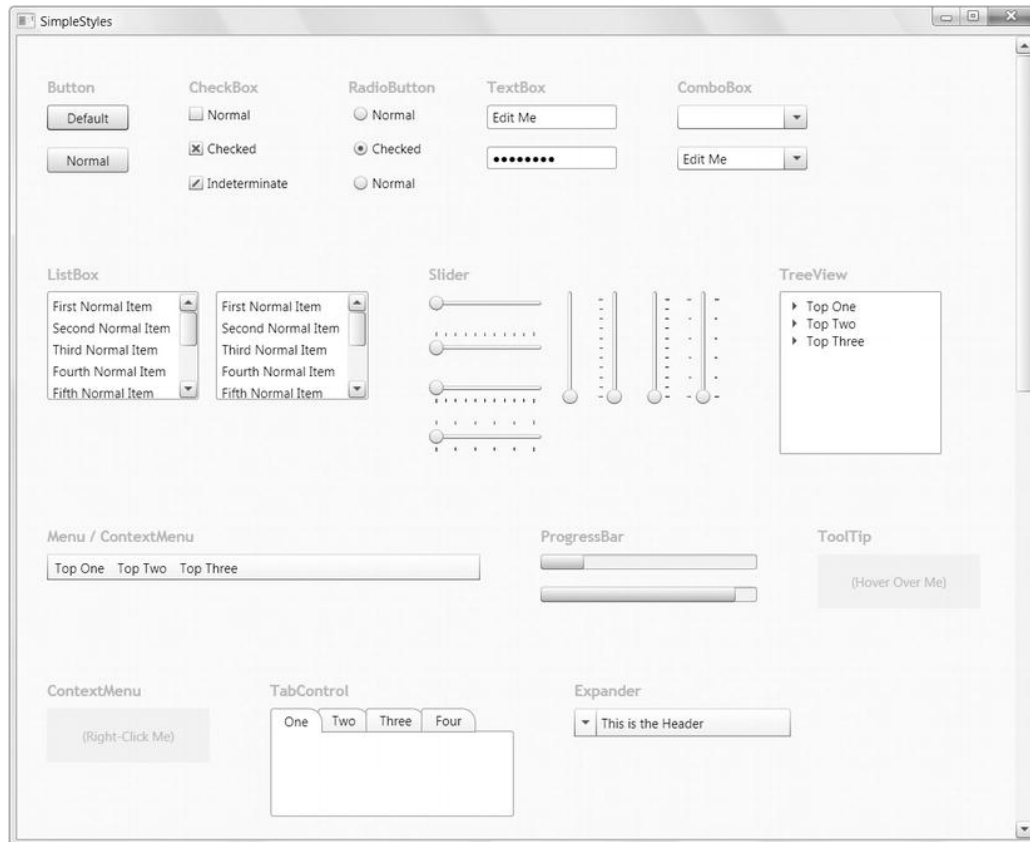 SimpleStyles
Button CheckBox RadioButton TextBox ComboBox
Default Normal Normal Edit Me
Checked Checked ●●●●●●●● Edit Me
Normal Indeterminate Normal
ListBox Slider TreeView
First Normal Item First Normal Item Top One
Second Normal Item Second Normal Item Top Two
Third Normal Item Third Normal Item Top Three
Fourth Normal Item Fourth Normal Item
Fifth Normal Item Fifth Normal Item
Menu / ContextMenu ProgressBar ToolTip
Top One Top Two Top Three
(Hover Over Me)
ContextMenu TabControl Expander
One Two Three Four This is the Header
(Right-Click Me)